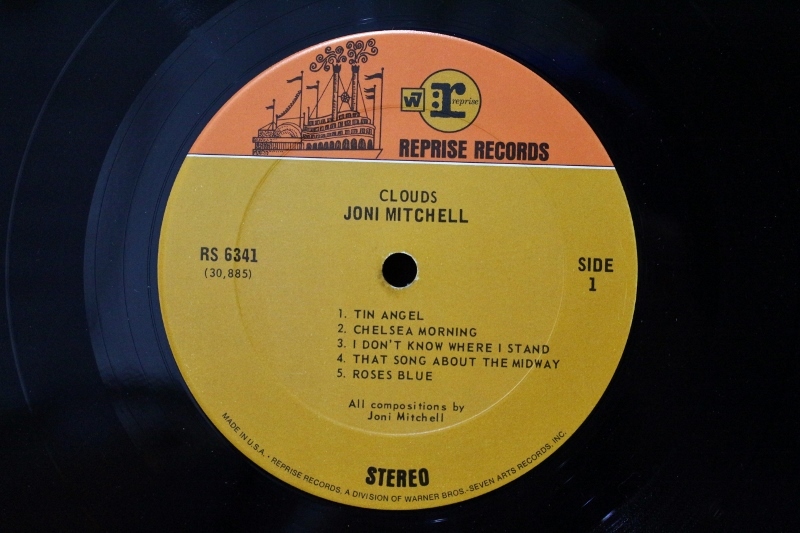 W7 r: reprise
REPRISE RECORDS
CLOUDS
JONI MITCHELL
RS 6341
(30,885)
SIDE
1
1. TIN ANGEL
2. CHELSEA MORNING
3. I DON'T KNOW WHERE I STAND
4. THAT SONG ABOUT THE MIDWAY
5. ROSES BLUE
All compositions by
Joni Mitchell
STEREO
MADE IN U.S.A. • REPRISE RECORDS, A DIVISION OF WARNER BROS.-SEVEN ARTS RECORDS, INC.